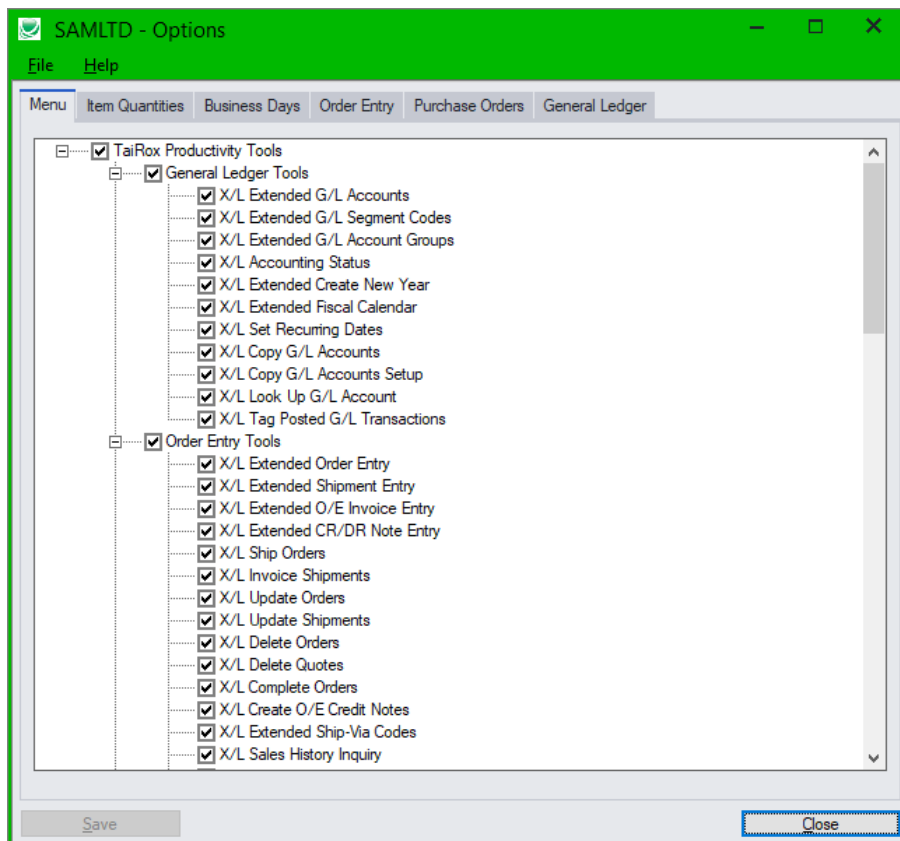 SAMLTD - Options
File Help
Menu Item Quantities Business Days Order Entry Purchase Orders General Ledger
TaiRox Productivity Tools
General Ledger Tools
X/L Extended G/L Accounts
X/L Extended G/L Segment Codes
X/L Extended G/L Account Groups
X/L Accounting Status
X/L Extended Create New Year
X/L Extended Fiscal Calendar
X/L Set Recurring Dates
X/L Copy G/L Accounts
X/L Copy G/L Accounts Setup
X/L Look Up G/L Account
X/L Tag Posted G/L Transactions
Order Entry Tools
X/L Extended Order Entry
X/L Extended Shipment Entry
X/L Extended O/E Invoice Entry
X/L Extended CR/DR Note Entry
X/L Ship Orders
X/L Invoice Shipments
X/L Update Orders
X/L Update Shipments
X/L Delete Orders
X/L Delete Quotes
X/L Complete Orders
X/L Create O/E Credit Notes
X/L Extended Ship-Via Codes
X/L Sales History Inquiry
Save Close